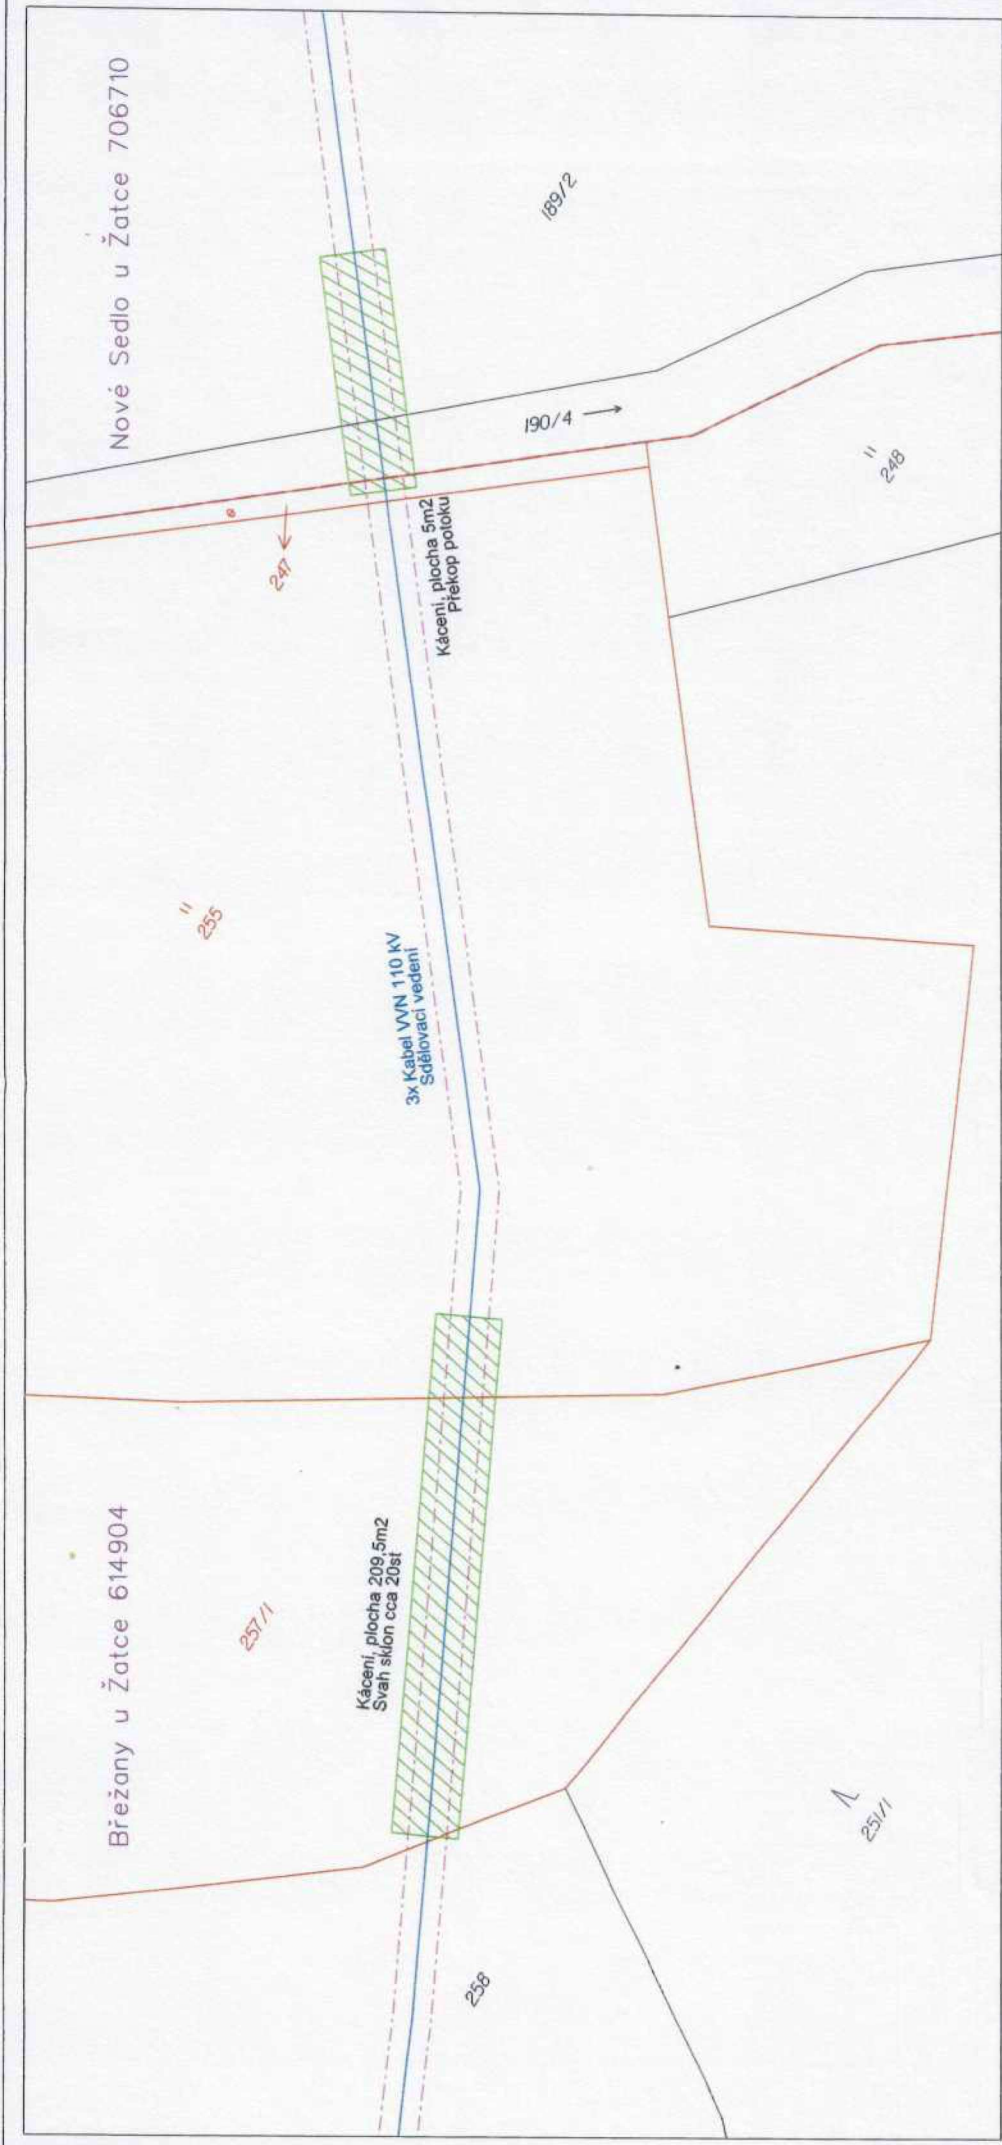 Břežany u Žatce 614904
Nové Sedlo u Žatce 706710
257/1
Kácení, plocha 209,5m2
Svah sklon cca 20st
258
251/1
255
3x Kabel VVN 110 kV
Sdělovací vedení
247
Kácení, plocha 5m2
Překop potoku
190/4
189/2
248